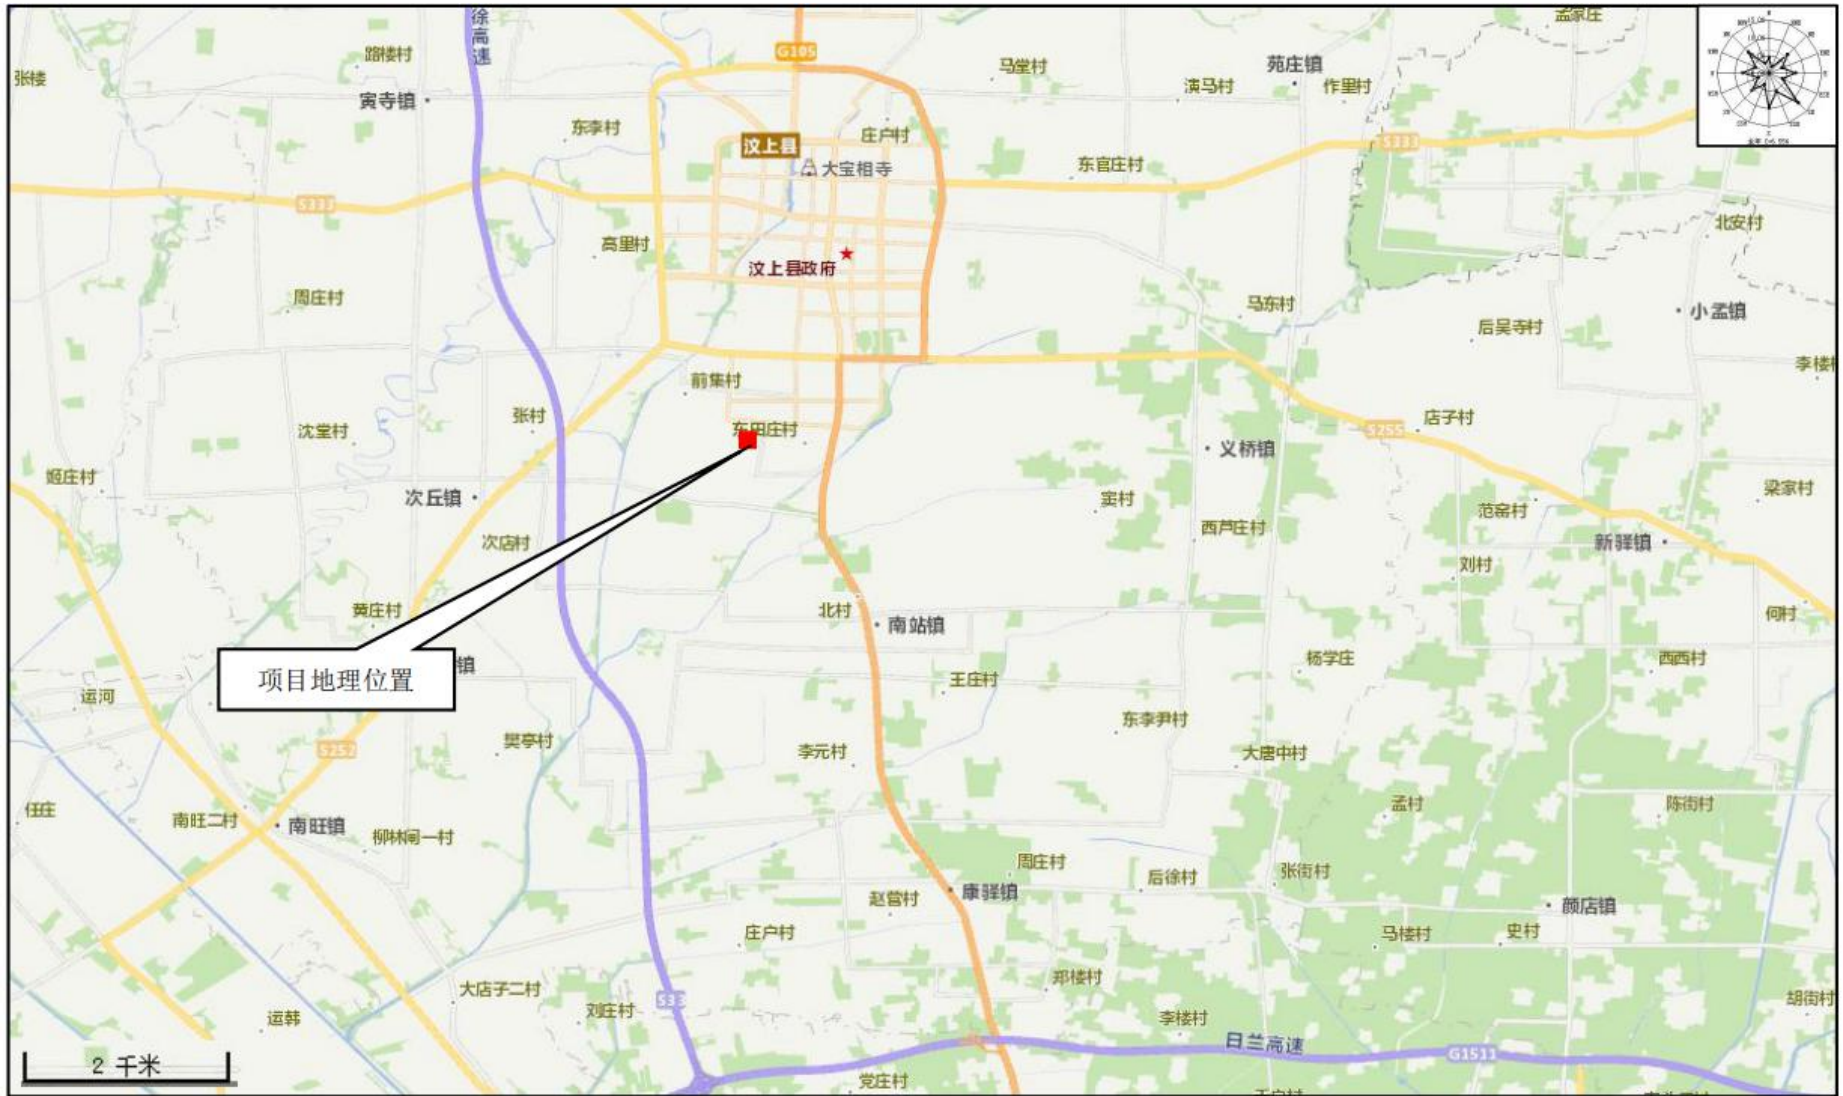 徐高速
孟家庄
G105
路楼村
马堂村
苑庄镇
张楼
演马村
作里村
寅寺镇
东李村
庄户村
汶上县
S333
大宝相寺
东官庄村
S333
北安村
高里村
汶上县政府
周庄村
马东村
小孟镇
后吴寺村
前集村
张村
店子村
沈堂村
东田庄村
S255
义桥镇
姬庄村
梁家村
次丘镇
窦村
范窑村
西芦庄村
次店村
新驿镇
刘村
黄庄村
北村
何村
南站镇
镇
杨学庄
西西村
项目地理位置
王庄村
运河
东李尹村
樊亭村
S252
李元村
大唐中村
孟村
陈街村
任庄
南旺二村
南旺镇
柳林闸一村
周庄村
张街村
后徐村
康驿镇
赵营村
颜店镇
庄户村
马楼村
史村
郑楼村
大店子二村
S33
胡街村
刘庄村
运韩
李楼村
日兰高速
G1511
2 千米
党庄村